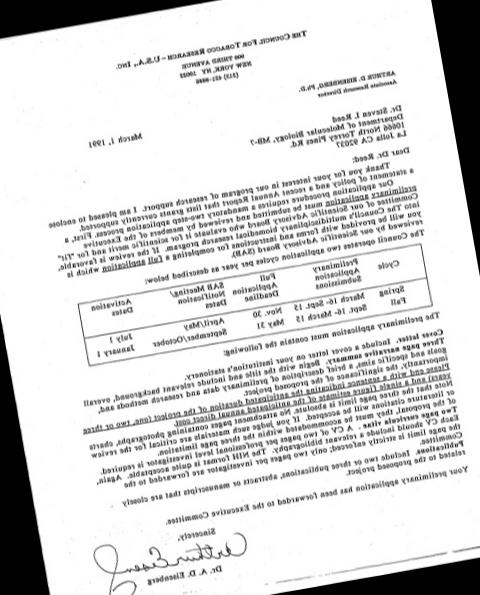 THE COUNCIL FOR TOBACCO RESEARCH – U.S.A., INC.
900 THIRD AVENUE
NEW YORK, NY 10022
(212) 421-8885
ARTHUR D. EISENBERG, Ph.D.
Associate Research Director
March 1, 1991
Dr. Steven I. Reed
Department of Molecular Biology, MB-7
10666 North Torrey Pines Rd.
La Jolla CA 92037
Dear Dr. Reed:
Thank you for your interest in our program of research support. I am pleased to enclose
a statement of policy and a recent Annual Report that lists grants currently supported.
Our application procedure requires a mandatory two-step application process. First, a
preliminary application must be submitted and reviewed by members of the Executive
Committee of our Scientific Advisory Board who evaluate it for scientific merit and for "fit"
into The Council's multidisciplinary biomedical research program. If the review is favorable,
you will be provided with forms and instructions for completing a full application which is
reviewed by our Scientific Advisory Board (SAB).
The Council operates two application cycles per year as described below:
Cycle Preliminary Application Submissions Full Application Deadline SAB Meeting/ Notification Dates Activation Dates
Spring March 16-Sept. 15 Nov. 30 April/May July 1
Fall Sept. 16-March 15 May 31 September/October January 1
The preliminary application must contain the following:
Cover letter. Include a cover letter on your institution's stationery.
Three page narrative summary. Begin with the title and include relevant background, overall
goals and specific aims, a brief description of preliminary data and research methods and,
importantly, the significance of the proposed project.
Please end with a sentence indicating the anticipated duration of the project (one, two or three
years) and a single figure estimate of the anticipated annual direct cost.
Note that the three page limit is absolute. No attachment pages containing photographs, charts
or literature citations will be accepted. If you judge such attachments are critical for the review
of the proposal, they must be accommodated within the three page limitation.
Two page curricula vitae. A CV of two pages per professional level investigator is required.
The CV should include a relevant bibliography. The NIH format is quite acceptable. Again,
the page limit is strictly enforced; only two pages per investigator are forwarded to the
Committee.
Publications. Include two or three publications, abstracts or manuscripts that are closely
related to the proposed project.
Your preliminary application has been forwarded to the Executive Committee.
Sincerely,
Dr. A. D. Eisenberg